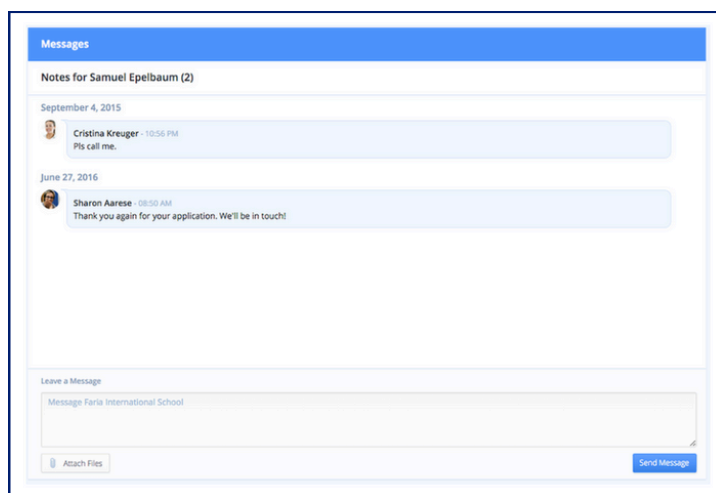 Messages
Notes for Samuel Epelbaum (2)
September 4, 2015
Cristina Kreuger - 10:56 PM
Pls call me.
June 27, 2016
Sharon Aarese - 08:50 AM
Thank you again for your application. We'll be in touch!
Leave a Message
Message Faria International School
Attach Files
Send Message